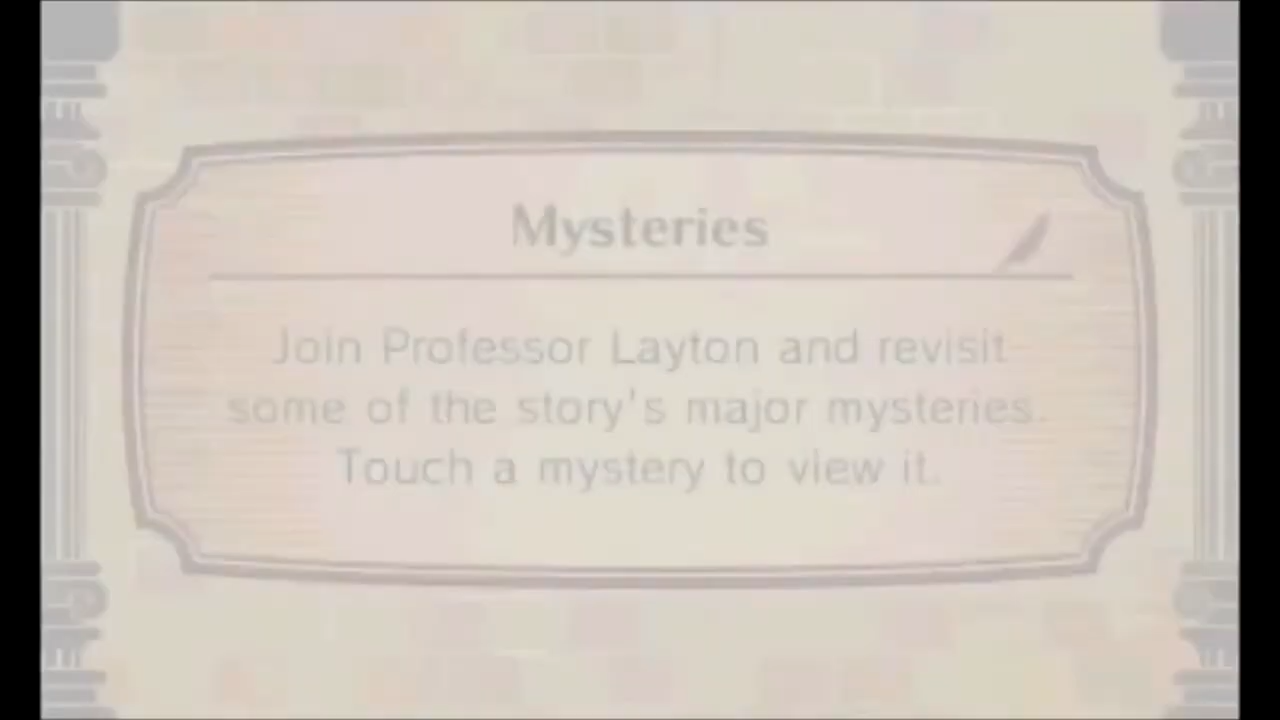 Mysteries
Join Professor Layton and revisit
some of the story's major mysteries.
Touch a mystery to view it.